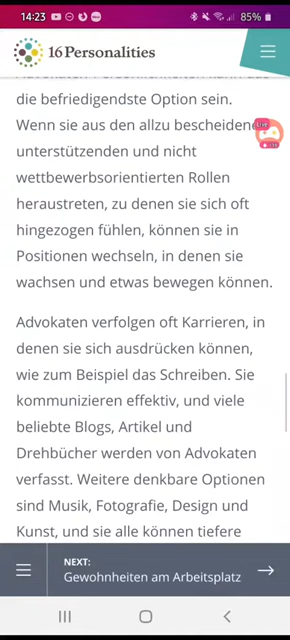 14:23
85%
16Personalities
die befriedigendste Option sein.
Wenn sie aus den allzu bescheidenen,
unterstützenden und nicht
wettbewerbsorientierten Rollen
heraustreten, zu denen sie sich oft
hingezogen fühlen, können sie in
Positionen wechseln, in denen sie
wachsen und etwas bewegen können.
Advokaten verfolgen oft Karrieren, in
denen sie sich ausdrücken können,
wie zum Beispiel das Schreiben. Sie
kommunizieren effektiv, und viele
beliebte Blogs, Artikel und
Drehbücher werden von Advokaten
verfasst. Weitere denkbare Optionen
sind Musik, Fotografie, Design und
Kunst, und sie alle können tiefere
NEXT:
Gewohnheiten am Arbeitsplatz